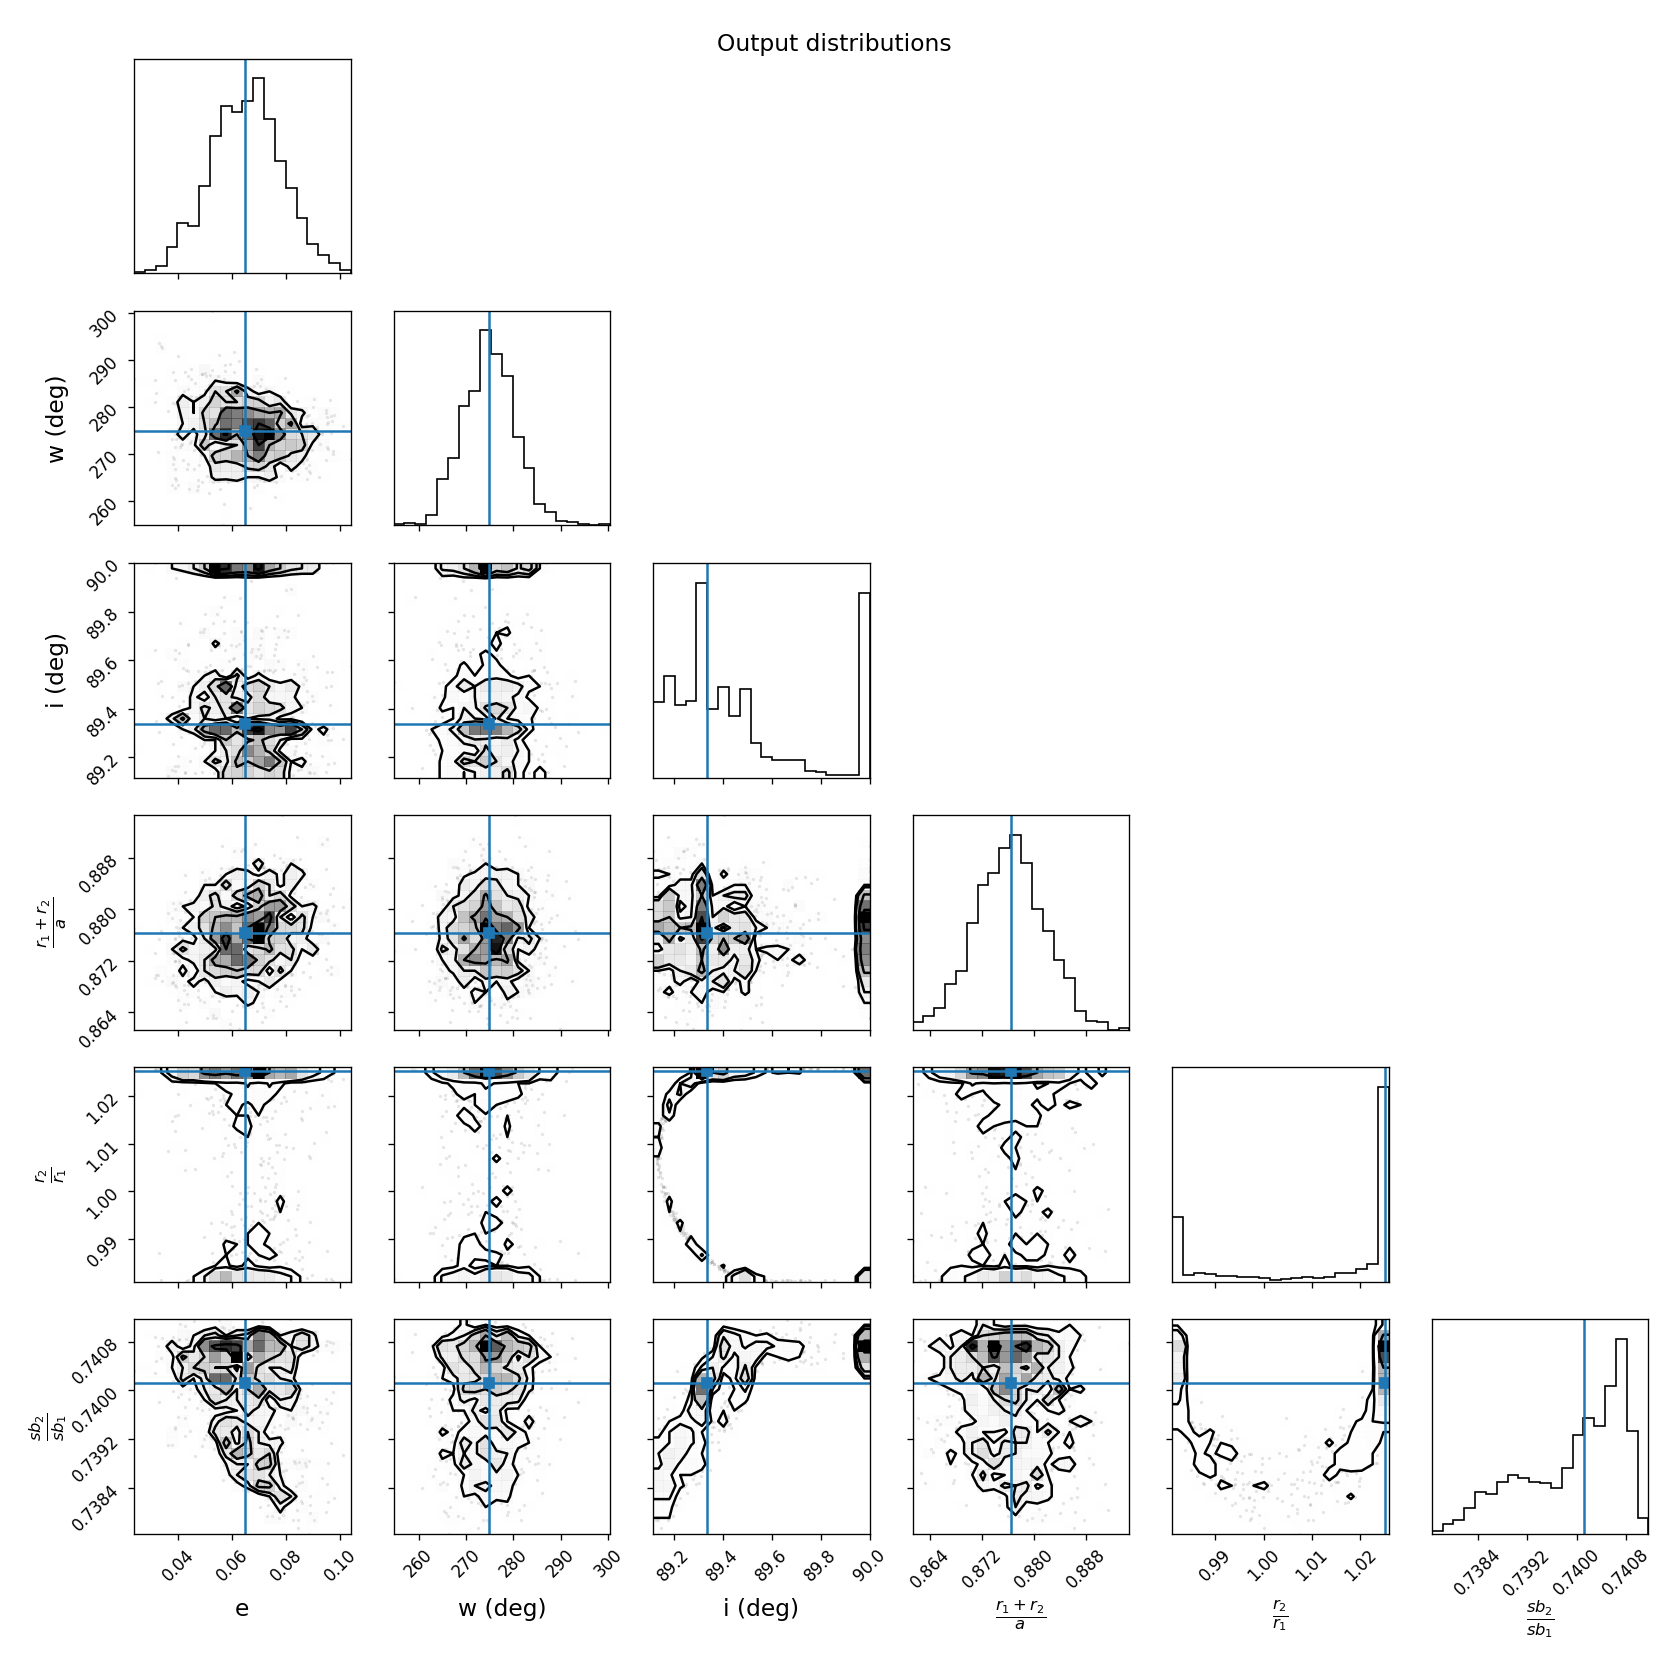 Output distributions
300
290
280
270
260
w (deg)
90.0
89.8
89.6
89.4
89.2
i (deg)
0.888
0.880
0.872
0.864
r₁ + r₂
a
1.02
1.01
1.00
0.99
r₂
r₁
0.7408
0.7400
0.7392
0.7384
sb₂
sb₁
0.04 0.06 0.08 0.10 260 270 280 290 300 89.2 89.4 89.6 89.8 90.0 0.864 0.872 0.880 0.888 0.99 1.00 1.01 1.02 0.7384 0.7392 0.7400 0.7408
e w (deg) i (deg) r₁ + r₂ r₂ sb₂
a r₁ sb₁